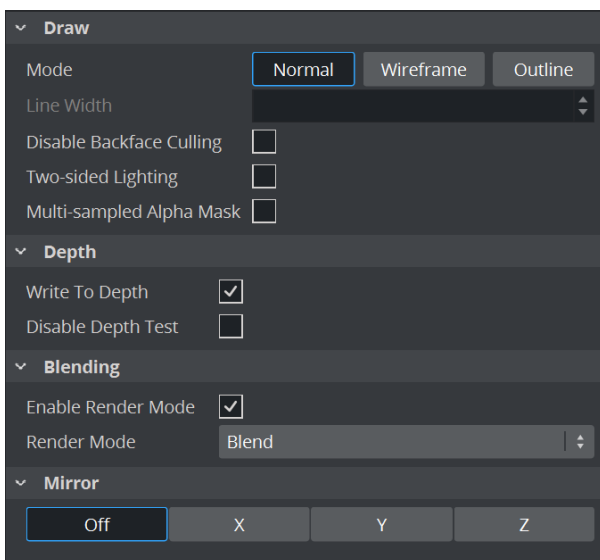 Draw
Mode Normal Wireframe Outline
Line Width
Disable Backface Culling
Two-sided Lighting
Multi-sampled Alpha Mask
Depth
Write To Depth
Disable Depth Test
Blending
Enable Render Mode
Render Mode Blend
Mirror
Off X Y Z